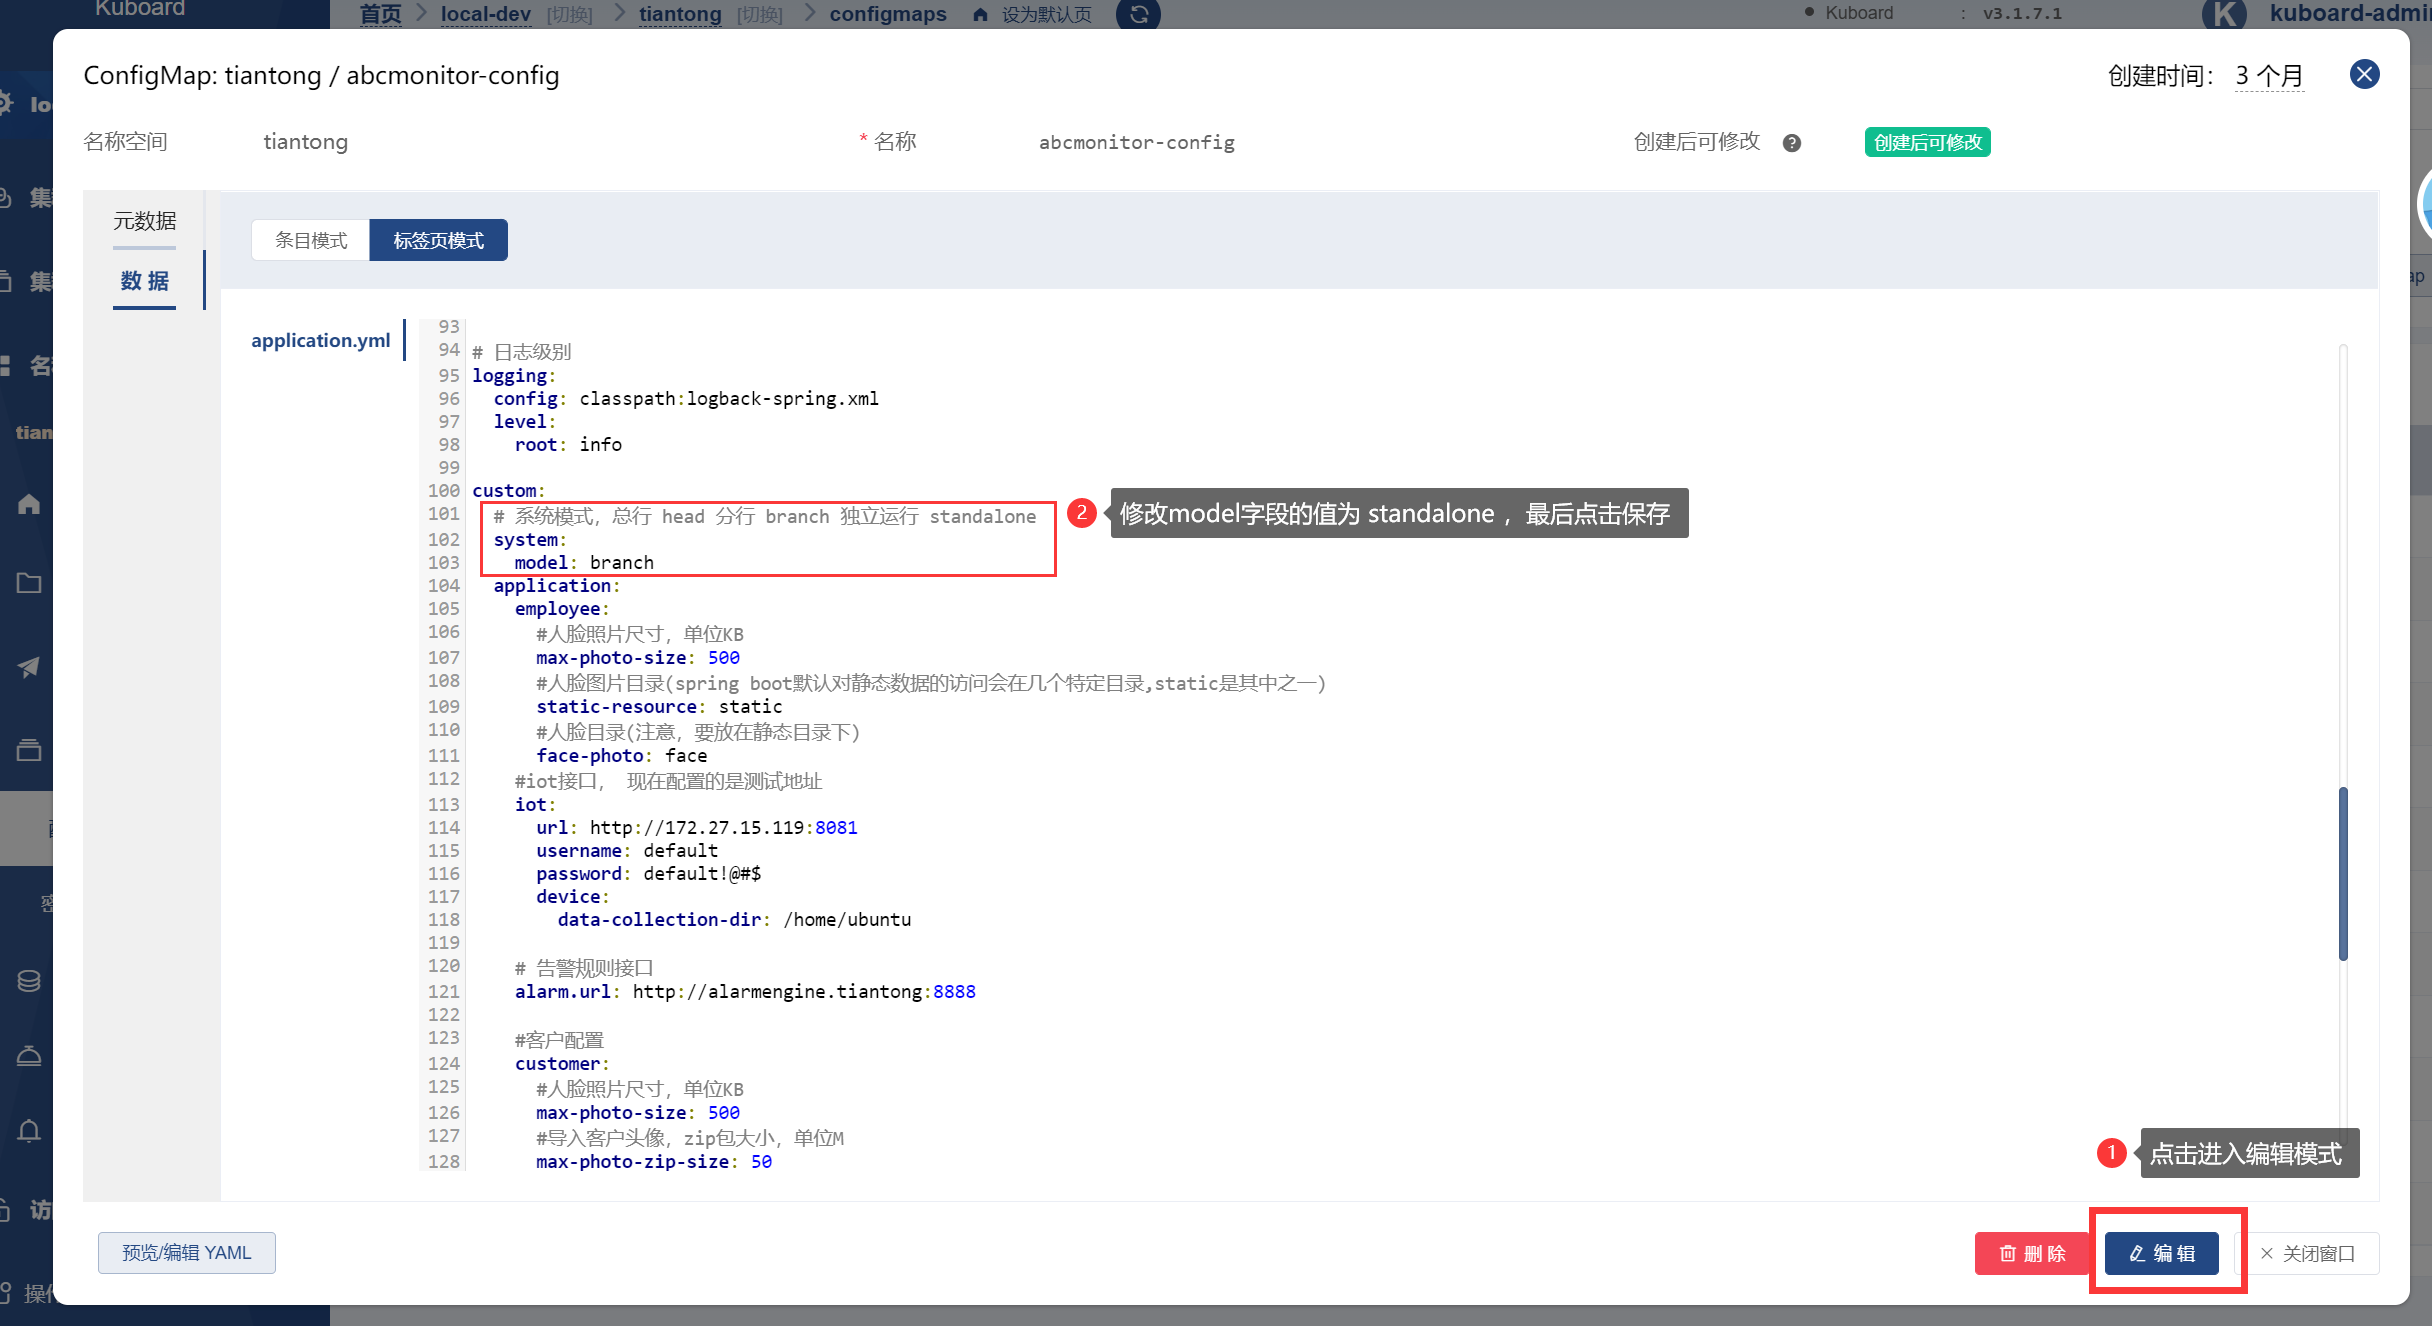 Kuboard
首页 local-dev [切换] tiantong [切换] configmaps 设为默认页
Kuboard : v3.1.7.1
K kuboard-admi
ConfigMap: tiantong / abcmonitor-config
创建时间： 3 个月
名称空间 tiantong
* 名称 abcmonitor-config
创建后可修改 创建后可修改
元数据
数 据
条目模式 标签页模式
application.yml
93
94 # 日志级别
95 logging:
96 config: classpath:logback-spring.xml
97 level:
98 root: info
99
100 custom:
101 # 系统模式，总行 head 分行 branch 独立运行 standalone
102 system:
103 model: branch
104 application:
105 employee:
106 #人脸照片尺寸，单位KB
107 max-photo-size: 500
108 #人脸图片目录(spring boot默认对静态数据的访问会在几个特定目录,static是其中之一)
109 static-resource: static
110 #人脸目录(注意，要放在静态目录下)
111 face-photo: face
112 #iot接口， 现在配置的是测试地址
113 iot:
114 url: http://172.27.15.119:8081
115 username: default
116 password: default!@#$
117 device:
118 data-collection-dir: /home/ubuntu
119
120 # 告警规则接口
121 alarm.url: http://alarmengine.tiantong:8888
122
123 #客户配置
124 customer:
125 #人脸照片尺寸，单位KB
126 max-photo-size: 500
127 #导入客户头像，zip包大小，单位M
128 max-photo-zip-size: 50
2 修改model字段的值为 standalone ，最后点击保存
1 点击进入编辑模式
预览/编辑 YAML
删 除
编 辑
关闭窗口
lo
集
集
名
tian
访
操作
ap